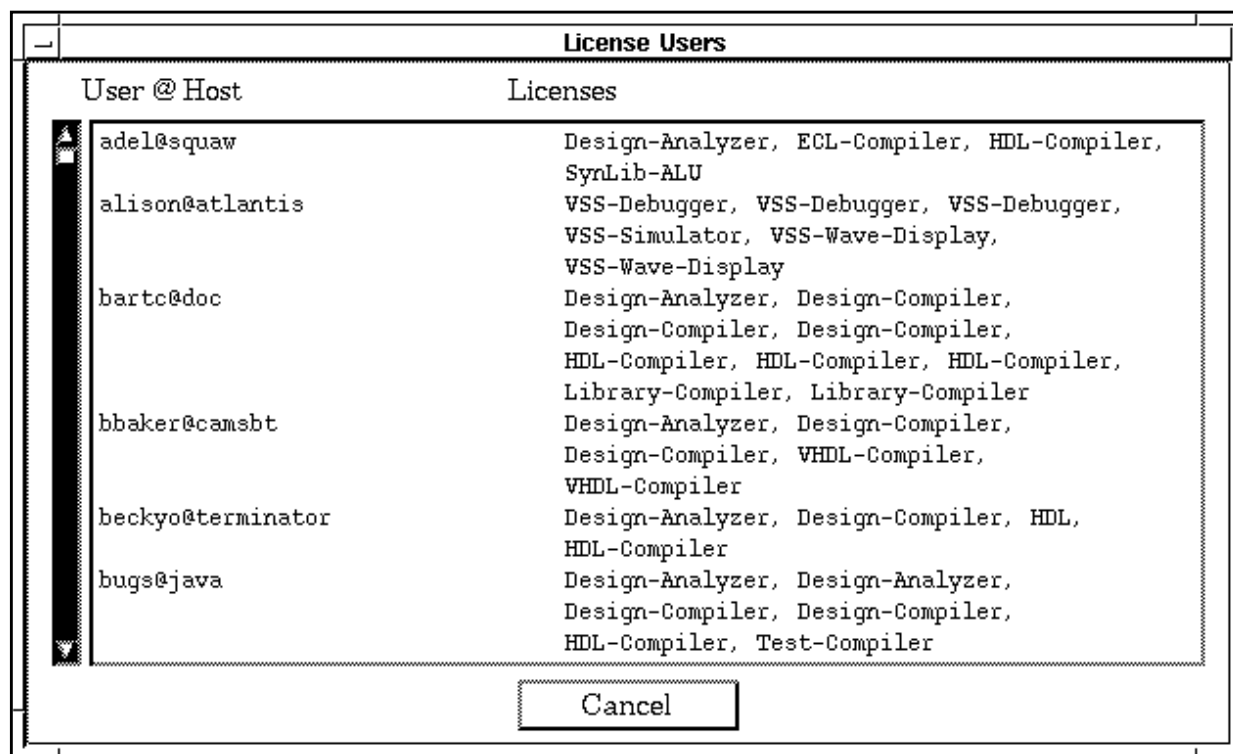 License Users
User @ Host Licenses
adel@squaw Design-Analyzer, ECL-Compiler, HDL-Compiler,
SynLib-ALU
alison@atlantis VSS-Debugger, VSS-Debugger, VSS-Debugger,
VSS-Simulator, VSS-Wave-Display,
VSS-Wave-Display
bartc@doc Design-Analyzer, Design-Compiler,
Design-Compiler, Design-Compiler,
HDL-Compiler, HDL-Compiler, HDL-Compiler,
Library-Compiler, Library-Compiler
bbaker@camsbt Design-Analyzer, Design-Compiler,
Design-Compiler, VHDL-Compiler,
VHDL-Compiler
beckyo@terminator Design-Analyzer, Design-Compiler, HDL,
HDL-Compiler
bugs@java Design-Analyzer, Design-Analyzer,
Design-Compiler, Design-Compiler,
HDL-Compiler, Test-Compiler
Cancel